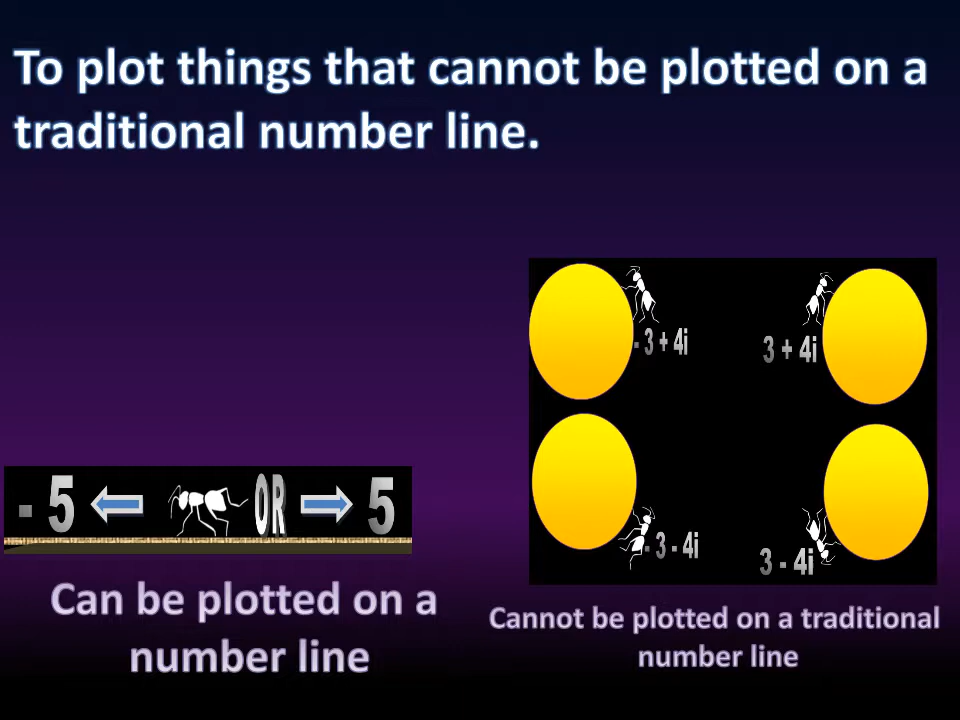 To plot things that cannot be plotted on a
traditional number line.
- 3 + 4i
3 + 4i
- 3 - 4i
3 - 4i
- 5 OR 5
Can be plotted on a
number line
Cannot be plotted on a traditional
number line